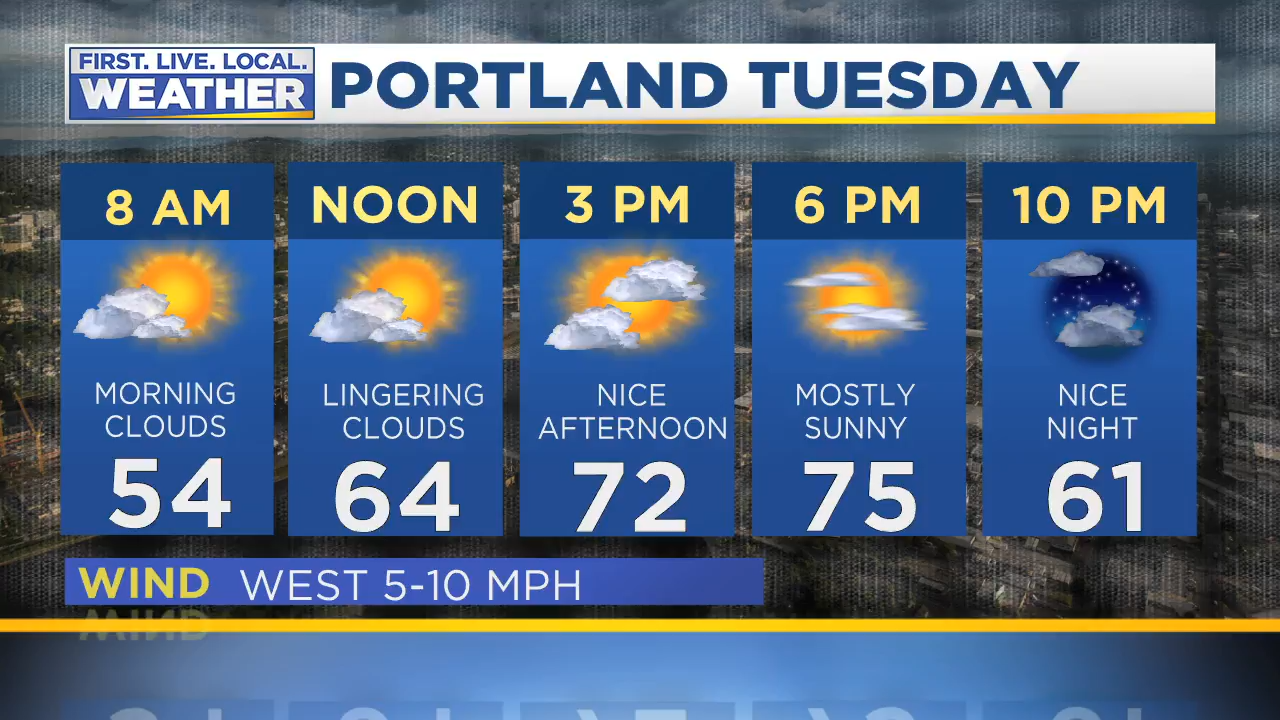 FIRST. LIVE. LOCAL.
WEATHER
PORTLAND TUESDAY
8 AM
MORNING
CLOUDS
54
NOON
LINGERING
CLOUDS
64
3 PM
NICE
AFTERNOON
72
6 PM
MOSTLY
SUNNY
75
10 PM
NICE
NIGHT
61
WIND WEST 5-10 MPH